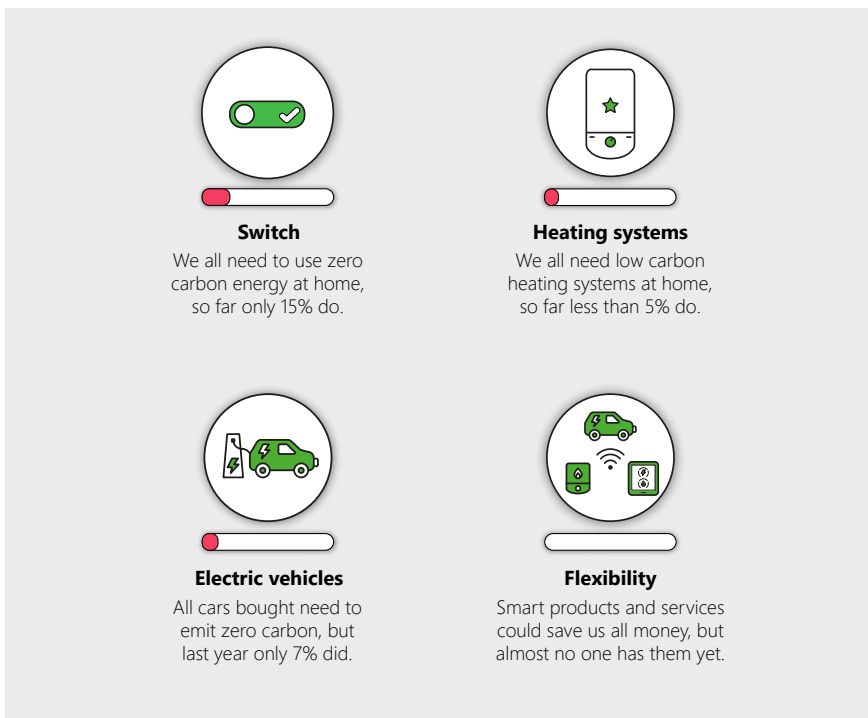 Switch
We all need to use zero
carbon energy at home,
so far only 15% do.
Heating systems
We all need low carbon
heating systems at home,
so far less than 5% do.
Electric vehicles
All cars bought need to
emit zero carbon, but
last year only 7% did.
Flexibility
Smart products and services
could save us all money, but
almost no one has them yet.